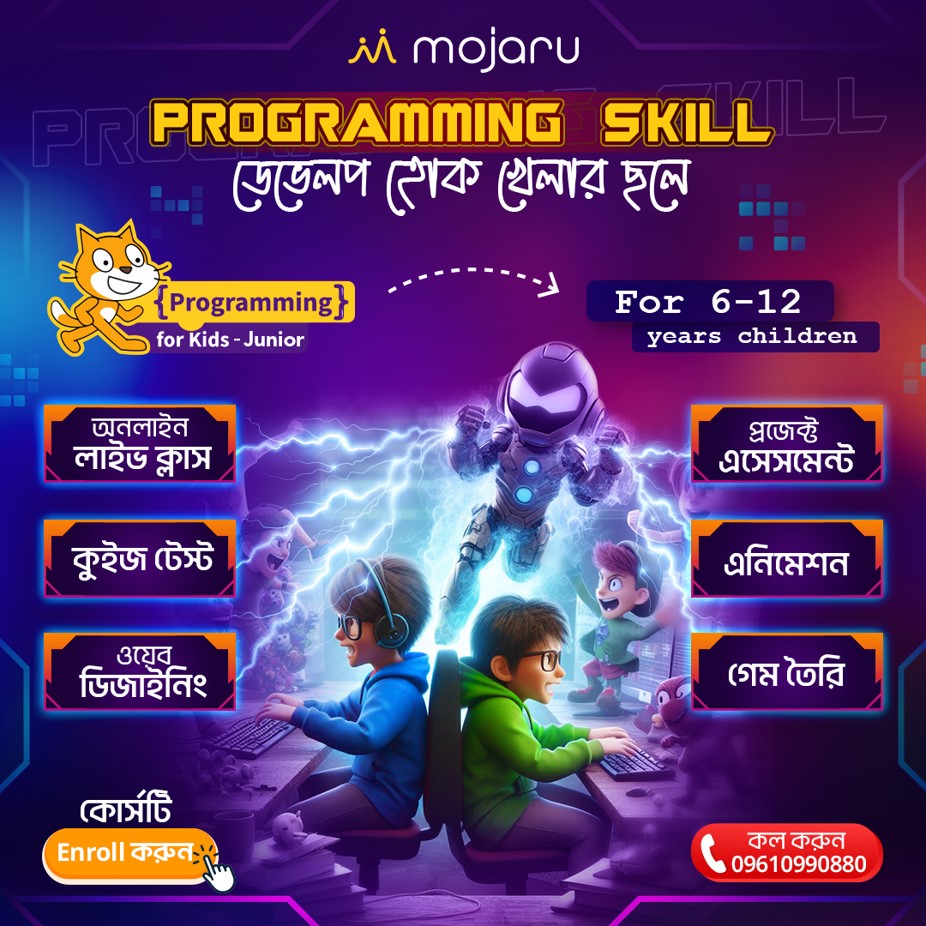 mojaru
PROGRAMMING SKILL
ডেভেলপ হোক খেলার ছলে
{Programming}
for Kids - Junior
For 6-12
years children
অনলাইন
লাইভ ক্লাস
কুইজ টেস্ট
ওয়েব
ডিজাইনিং
প্রজেক্ট
এসেসমেন্ট
এনিমেশন
গেম তৈরি
কোর্সটি
Enroll করুন
কল করুন
09610990880